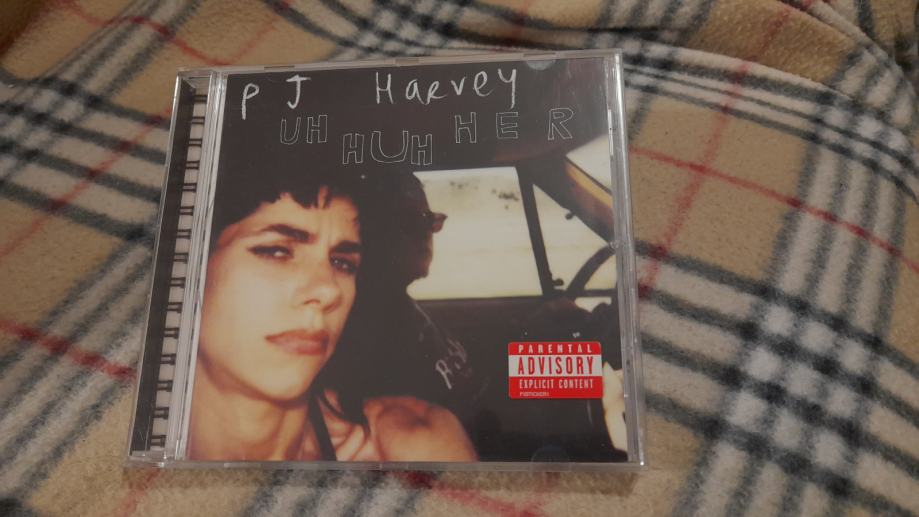 PJ Harvey
UH HUH HER
PARENTAL
ADVISORY
EXPLICIT CONTENT